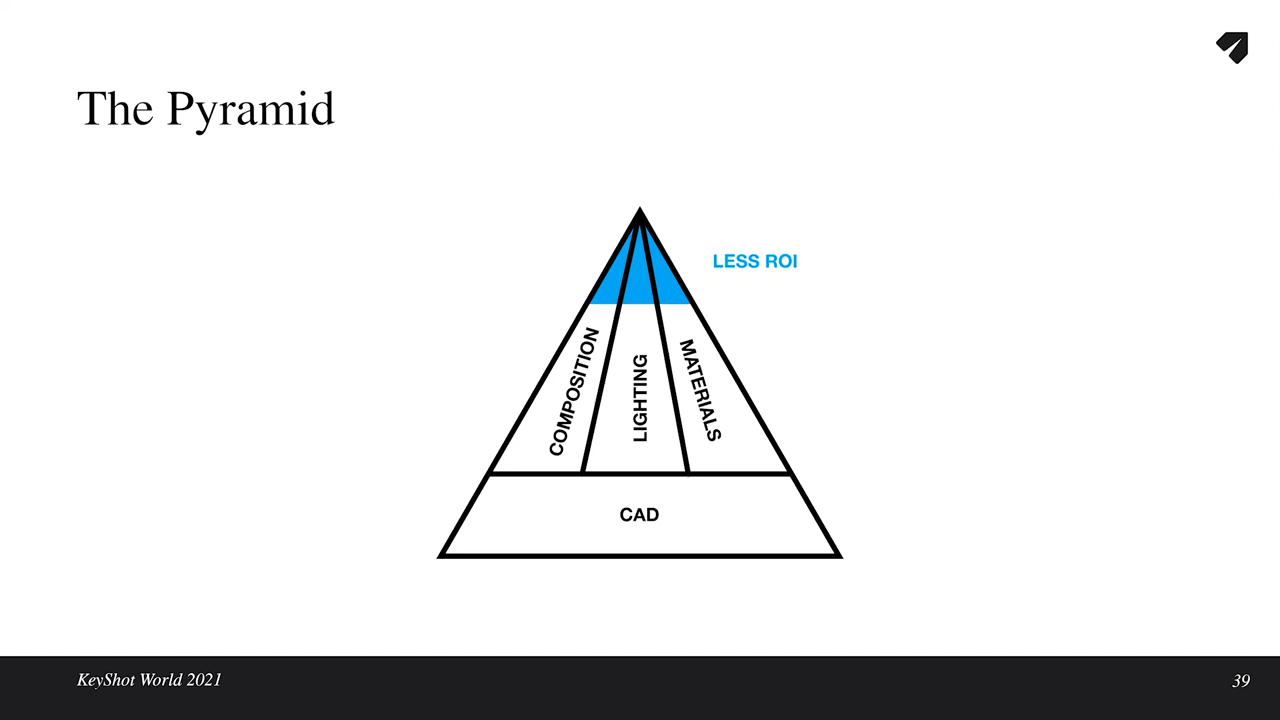 The Pyramid
LESS ROI
COMPOSITION
LIGHTING
MATERIALS
CAD
KeyShot World 2021
39